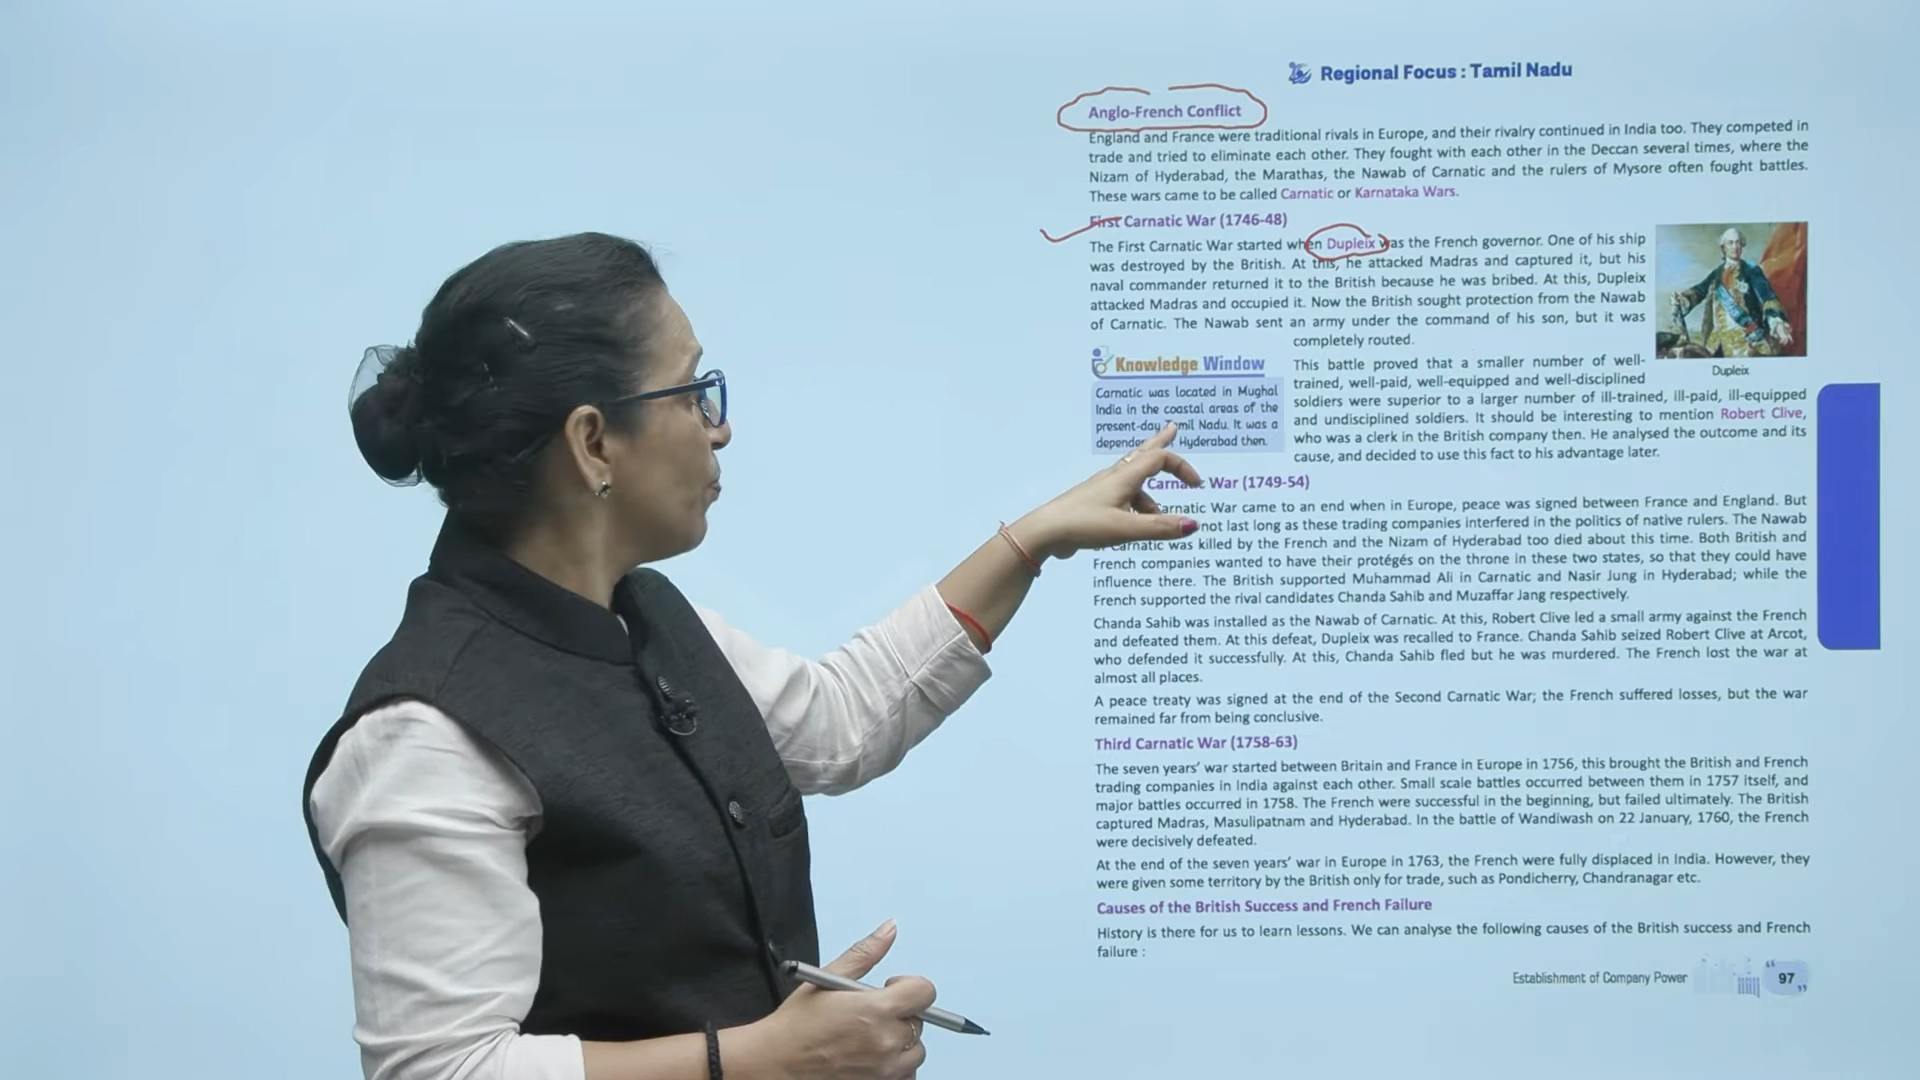 Regional Focus : Tamil Nadu
Anglo-French Conflict
England and France were traditional rivals in Europe, and their rivalry continued in India too. They competed in
trade and tried to eliminate each other. They fought with each other in the Deccan several times, where the
Nizam of Hyderabad, the Marathas, the Nawab of Carnatic and the rulers of Mysore often fought battles.
These wars came to be called Carnatic or Karnataka Wars.
First Carnatic War (1746-48)
The First Carnatic War started when Dupleix was the French governor. One of his ship
was destroyed by the British. At this, he attacked Madras and captured it, but his
naval commander returned it to the British because he was bribed. At this, Dupleix
attacked Madras and occupied it. Now the British sought protection from the Nawab
of Carnatic. The Nawab sent an army under the command of his son, but it was
completely routed.
Dupleix
Knowledge Window
Carnatic was located in Mughal
India in the coastal areas of the
present-day Tamil Nadu. It was a
Hyderabad then.
This battle proved that a smaller number of well-
trained, well-paid, well-equipped and well-disciplined
soldiers were superior to a larger number of ill-trained, ill-paid, ill-equipped
and undisciplined soldiers. It should be interesting to mention Robert Clive,
who was a clerk in the British company then. He analysed the outcome and its
cause, and decided to use this fact to his advantage later.
Carnatic War (1749-54)
Carnatic War came to an end when in Europe, peace was signed between France and England. But
not last long as these trading companies interfered in the politics of native rulers. The Nawab
of Carnatic was killed by the French and the Nizam of Hyderabad too died about this time. Both British and
French companies wanted to have their protégés on the throne in these two states, so that they could have
influence there. The British supported Muhammad Ali in Carnatic and Nasir Jung in Hyderabad; while the
French supported the rival candidates Chanda Sahib and Muzaffar Jang respectively.
Chanda Sahib was installed as the Nawab of Carnatic. At this, Robert Clive led a small army against the French
and defeated them. At this defeat, Dupleix was recalled to France. Chanda Sahib seized Robert Clive at Arcot,
who defended it successfully. At this, Chanda Sahib fled but he was murdered. The French lost the war at
almost all places.
A peace treaty was signed at the end of the Second Carnatic War; the French suffered losses, but the war
remained far from being conclusive.
Third Carnatic War (1758-63)
The seven years' war started between Britain and France in Europe in 1756, this brought the British and French
trading companies in India against each other. Small scale battles occurred between them in 1757 itself, and
major battles occurred in 1758. The French were successful in the beginning, but failed ultimately. The British
captured Madras, Masulipatnam and Hyderabad. In the battle of Wandiwash on 22 January, 1760, the French
were decisively defeated.
At the end of the seven years' war in Europe in 1763, the French were fully displaced in India. However, they
were given some territory by the British only for trade, such as Pondicherry, Chandranagar etc.
Causes of the British Success and French Failure
History is there for us to learn lessons. We can analyse the following causes of the British success and French
failure :
Establishment of Company Power
97